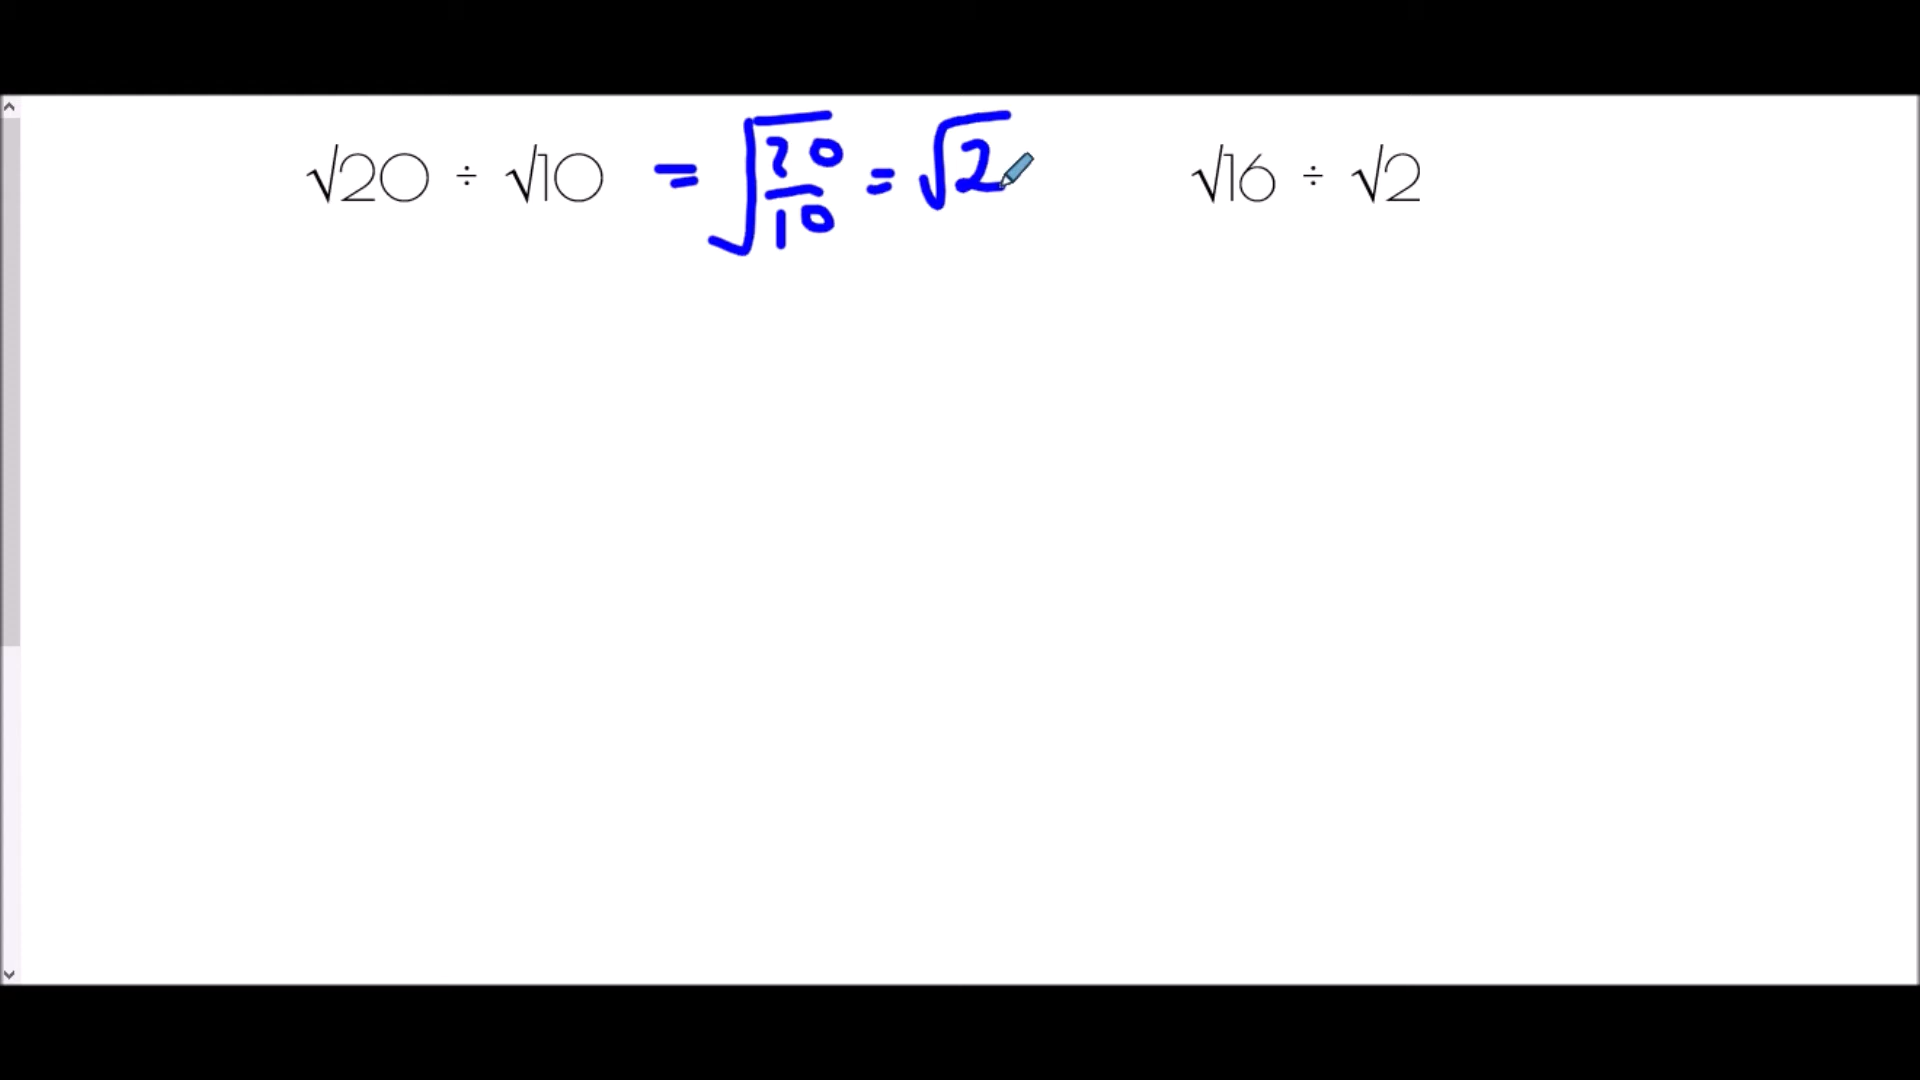 √20 ÷ √10 = √20/10 = √2 √16 ÷ √2